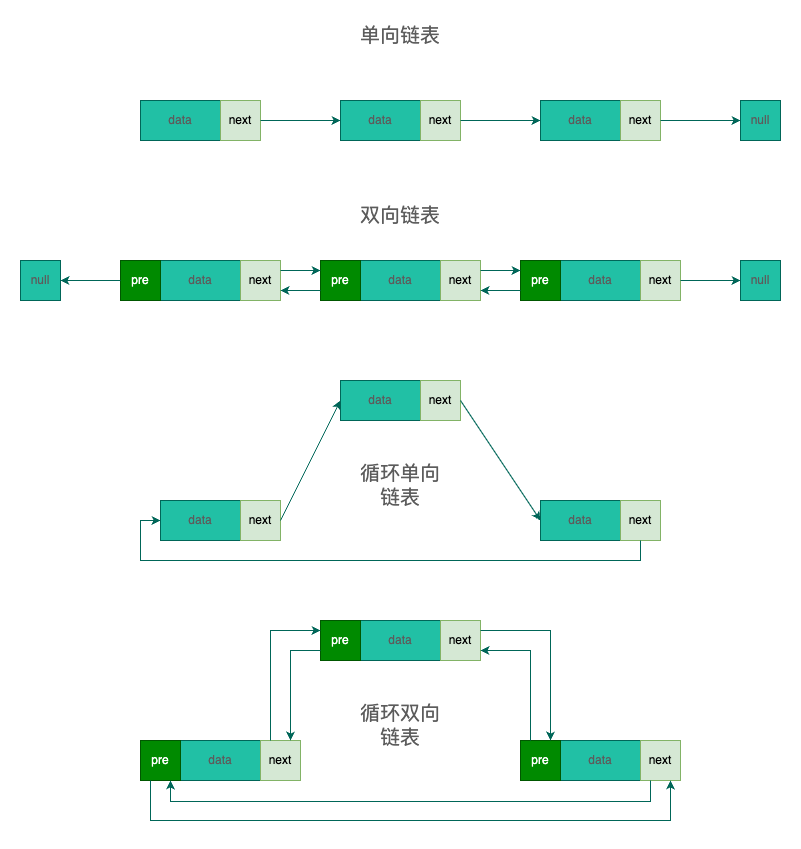 单向链表
data next data next data next null
双向链表
null pre data next pre data next pre data next null
data next
循环单向
链表
data next data next
pre data next
循环双向
链表
pre data next pre data next